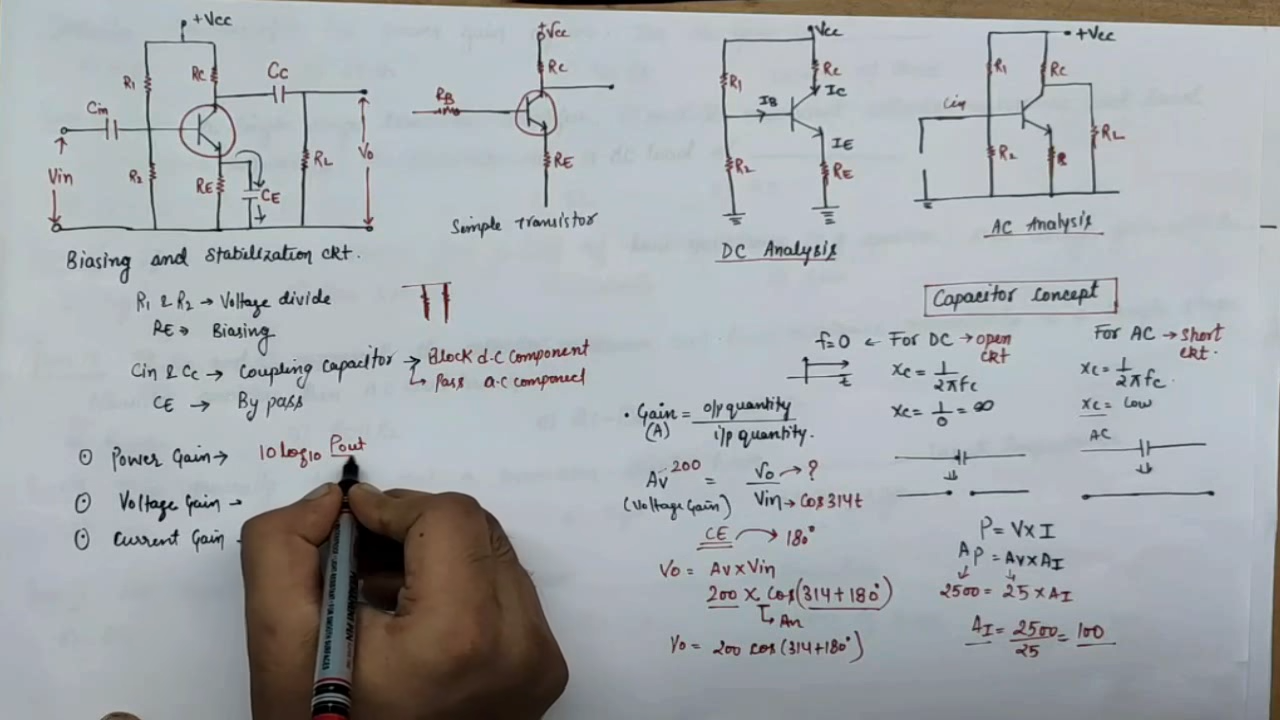 +Vcc
R1
Rc
Cc
Cin
Vin
R2
RE
CE
RL
Vo
Biasing and Stabilization ckt.
+Vcc
Rc
RB
RE
Simple Transistor
Vcc
R1
Rc
IB
Ic
IE
R2
RE
DC Analysis
+Vcc
R1
Rc
Cin
R2
R
RL
AC Analysis
R1 & R2 → Voltage divide
RE → Biasing
Cin & Cc → Coupling Capacitor → Block d.c component
↳ Pass a.c componect
CE → By pass
⊙ Power Gain → 10 log10 Pout
⊙ Voltage Gain -
⊙ Current Gain -
Capacitor Concept
f=0 ← For DC → open ckt
t
Xc = 1/2πfc
Xc = 1/0 = ∞
For AC → short ckt.
Xc = 1/2πfc.
Xc = Low
AC
• Gain = o/p quantity / i/p quantity.
(A)
Av 200 = Vo → ?
(Voltage Gain) Vin → Cos 314t
CE → 180°
Vo = Av x Vin
200 x Cos(314+180°)
↳ An
Vo = 200 cos(314+180°)
P = V x I
AP = Av x AI
2500 = 25 x AI
AI = 2500/25 = 100